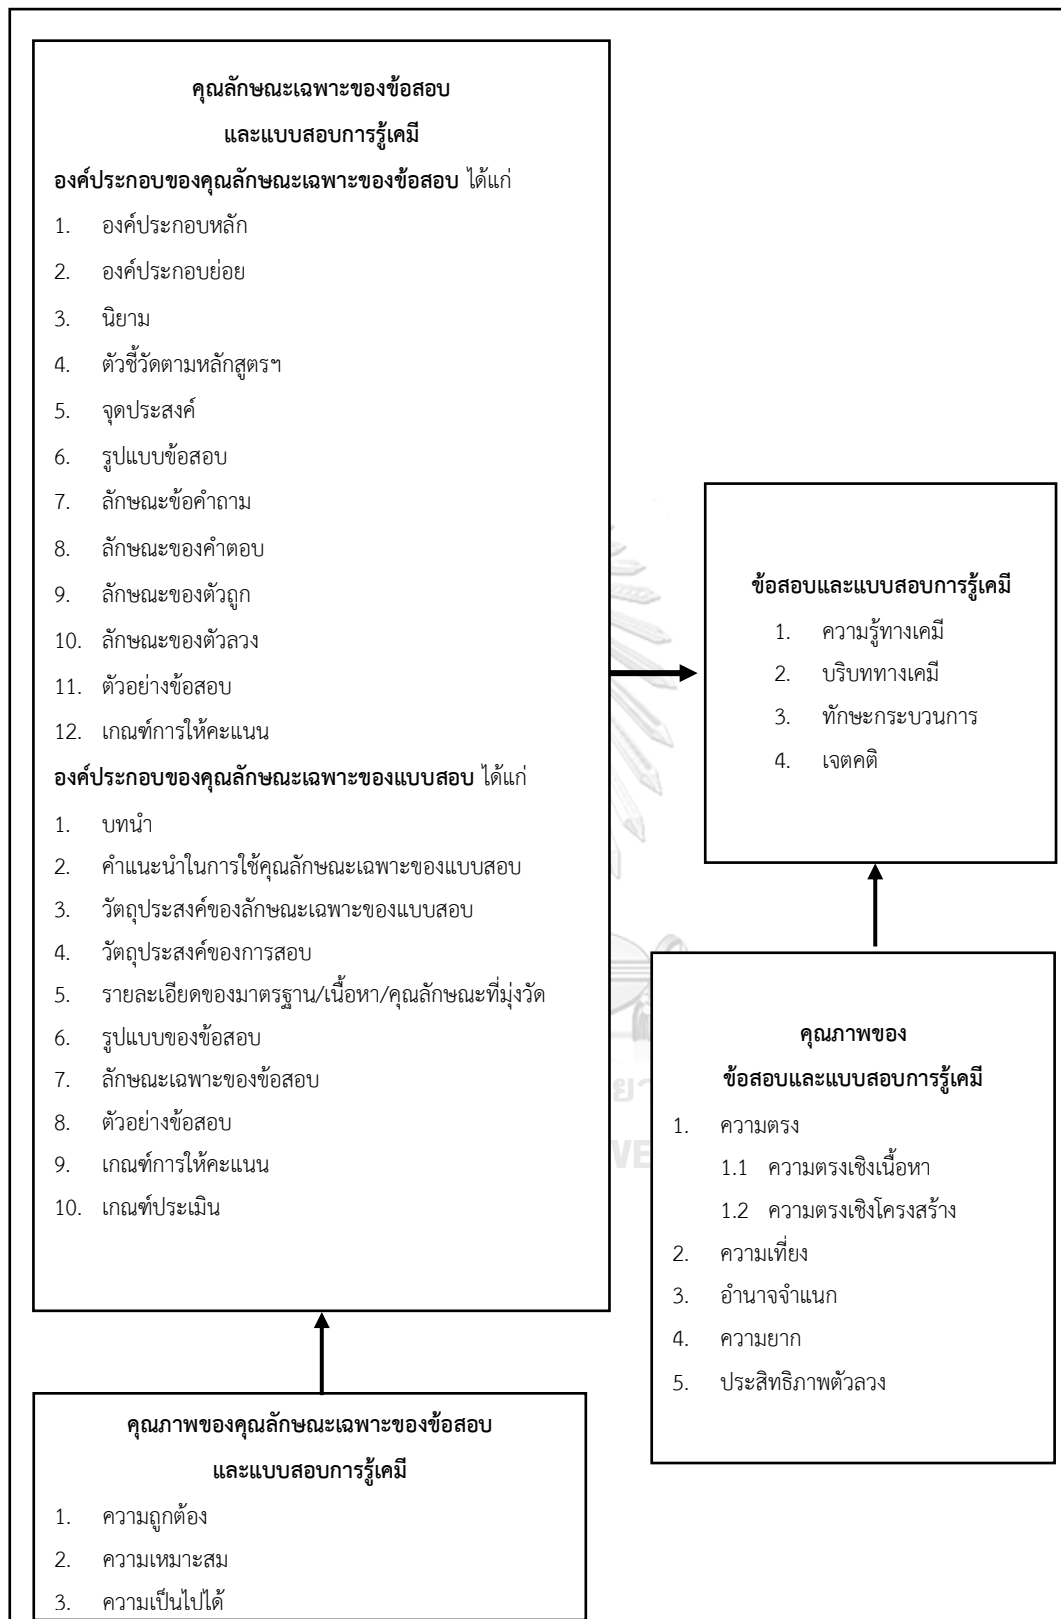 คุณลักษณะเฉพาะของข้อสอบ
และแบบสอบการรู้เคมี
องค์ประกอบของคุณลักษณะเฉพาะของข้อสอบ ได้แก่
1. องค์ประกอบหลัก
2. องค์ประกอบย่อย
3. นิยาม
4. ตัวชี้วัดตามหลักสูตรฯ
5. จุดประสงค์
6. รูปแบบข้อสอบ
7. ลักษณะข้อคำถาม
8. ลักษณะของคำตอบ
9. ลักษณะของตัวถูก
10. ลักษณะของตัวลวง
11. ตัวอย่างข้อสอบ
12. เกณฑ์การให้คะแนน
องค์ประกอบของคุณลักษณะเฉพาะของแบบสอบ ได้แก่
1. บทนำ
2. คำแนะนำในการใช้คุณลักษณะเฉพาะของแบบสอบ
3. วัตถุประสงค์ของลักษณะเฉพาะของแบบสอบ
4. วัตถุประสงค์ของการสอบ
5. รายละเอียดของมาตรฐาน/เนื้อหา/คุณลักษณะที่มุ่งวัด
6. รูปแบบของข้อสอบ
7. ลักษณะเฉพาะของข้อสอบ
8. ตัวอย่างข้อสอบ
9. เกณฑ์การให้คะแนน
10. เกณฑ์ประเมิน
ข้อสอบและแบบสอบการรู้เคมี
1. ความรู้ทางเคมี
2. บริบททางเคมี
3. ทักษะกระบวนการ
4. เจตคติ
คุณภาพของ
ข้อสอบและแบบสอบการรู้เคมี
1. ความตรง
1.1 ความตรงเชิงเนื้อหา
1.2 ความตรงเชิงโครงสร้าง
2. ความเที่ยง
3. อำนาจจำแนก
4. ความยาก
5. ประสิทธิภาพตัวลวง
คุณภาพของคุณลักษณะเฉพาะของข้อสอบ
และแบบสอบการรู้เคมี
1. ความถูกต้อง
2. ความเหมาะสม
3. ความเป็นไปได้